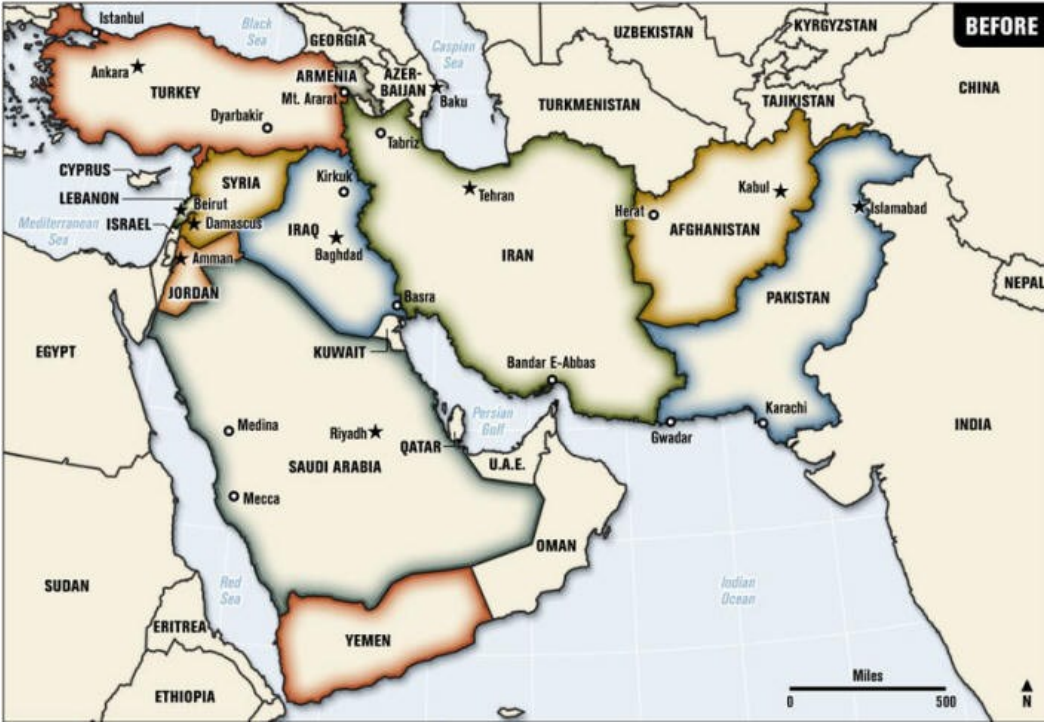 BEFORE
Istanbul
Black
Sea
GEORGIA
Caspian
Sea
UZBEKISTAN
KYRGYZSTAN
Ankara
TURKEY
ARMENIA
AZER-
BAIJAN
Mt. Ararat
Baku
TURKMENISTAN
TAJIKISTAN
CHINA
Dyarbakir
Tabriz
CYPRUS
SYRIA
Kirkuk
Tehran
Kabul
LEBANON
Beirut
Herat
Islamabad
Mediterranean
Sea
ISRAEL
Damascus
IRAQ
Baghdad
AFGHANISTAN
Amman
IRAN
JORDAN
Basra
PAKISTAN
NEPAL
EGYPT
KUWAIT
Bandar E-Abbas
Persian
Gulf
Karachi
Gwadar
Medina
Riyadh
QATAR
INDIA
SAUDI ARABIA
U.A.E.
Mecca
OMAN
SUDAN
Red
Sea
Indian
Ocean
ERITREA
YEMEN
ETHIOPIA
Miles
0
500
N